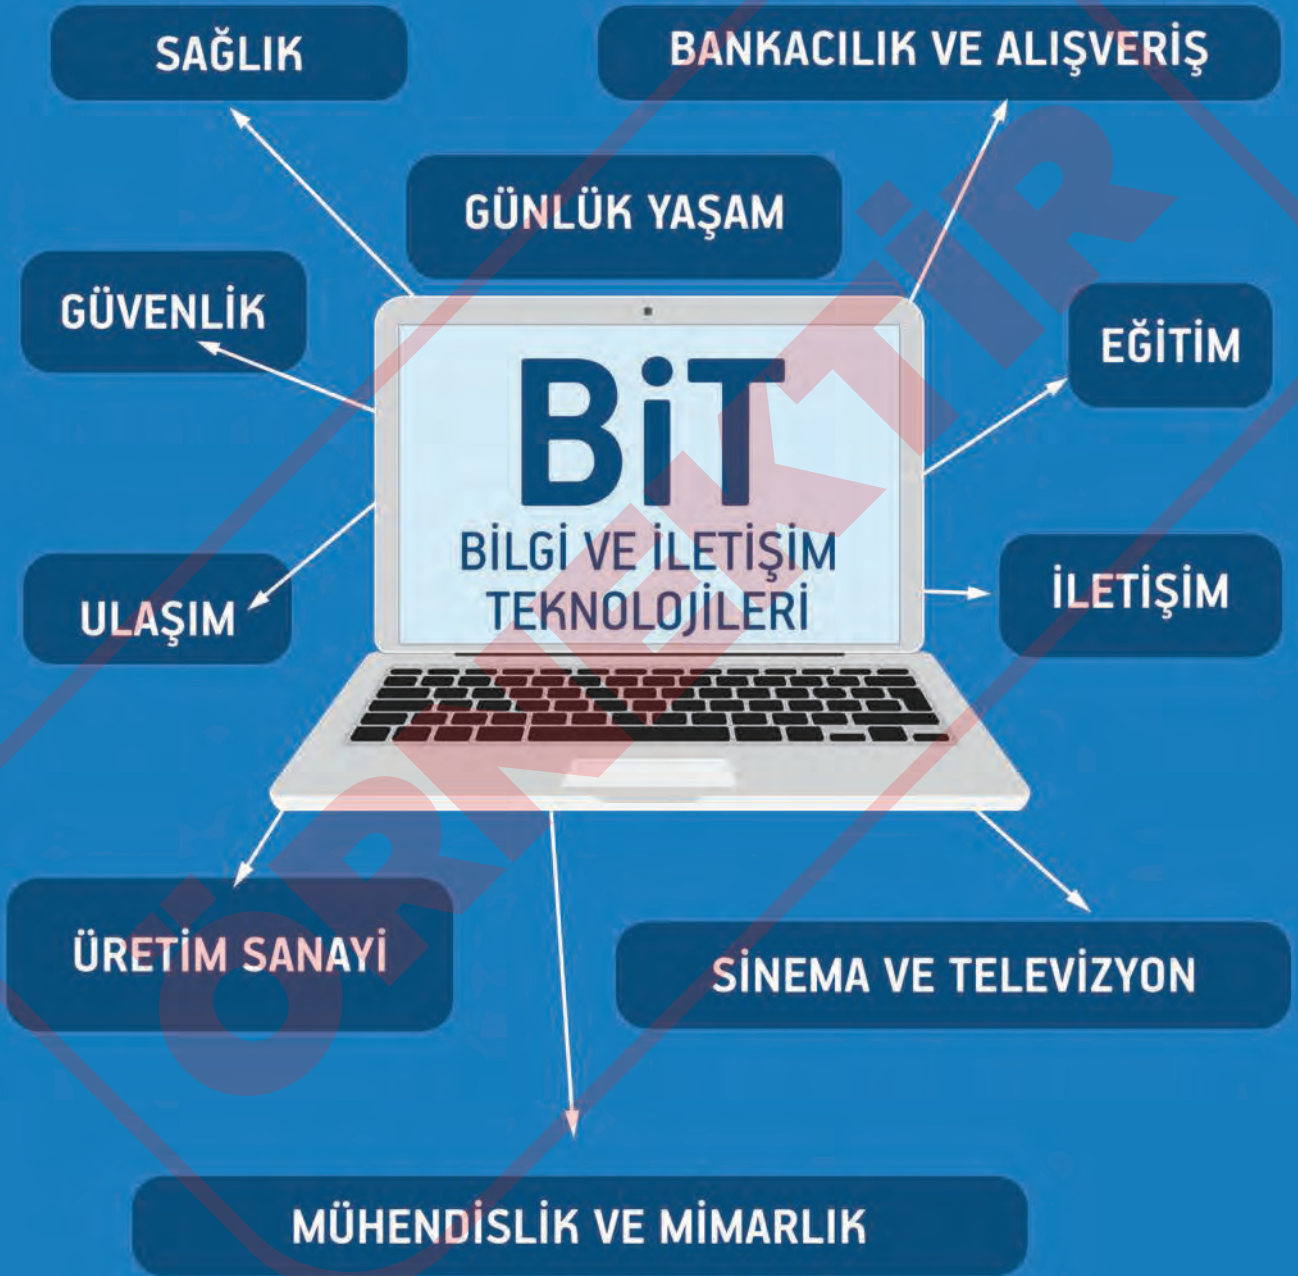 SAĞLIK
BANKACILIK VE ALIŞVERİŞ
GÜNLÜK YAŞAM
GÜVENLİK
EĞİTİM
BiT
BİLGİ VE İLETİŞİM
TEKNOLOJİLERİ
ULAŞIM
İLETİŞİM
ÜRETİM SANAYİ
SİNEMA VE TELEVİZYON
MÜHENDİSLİK VE MİMARLIK
ÖRNEKTİR